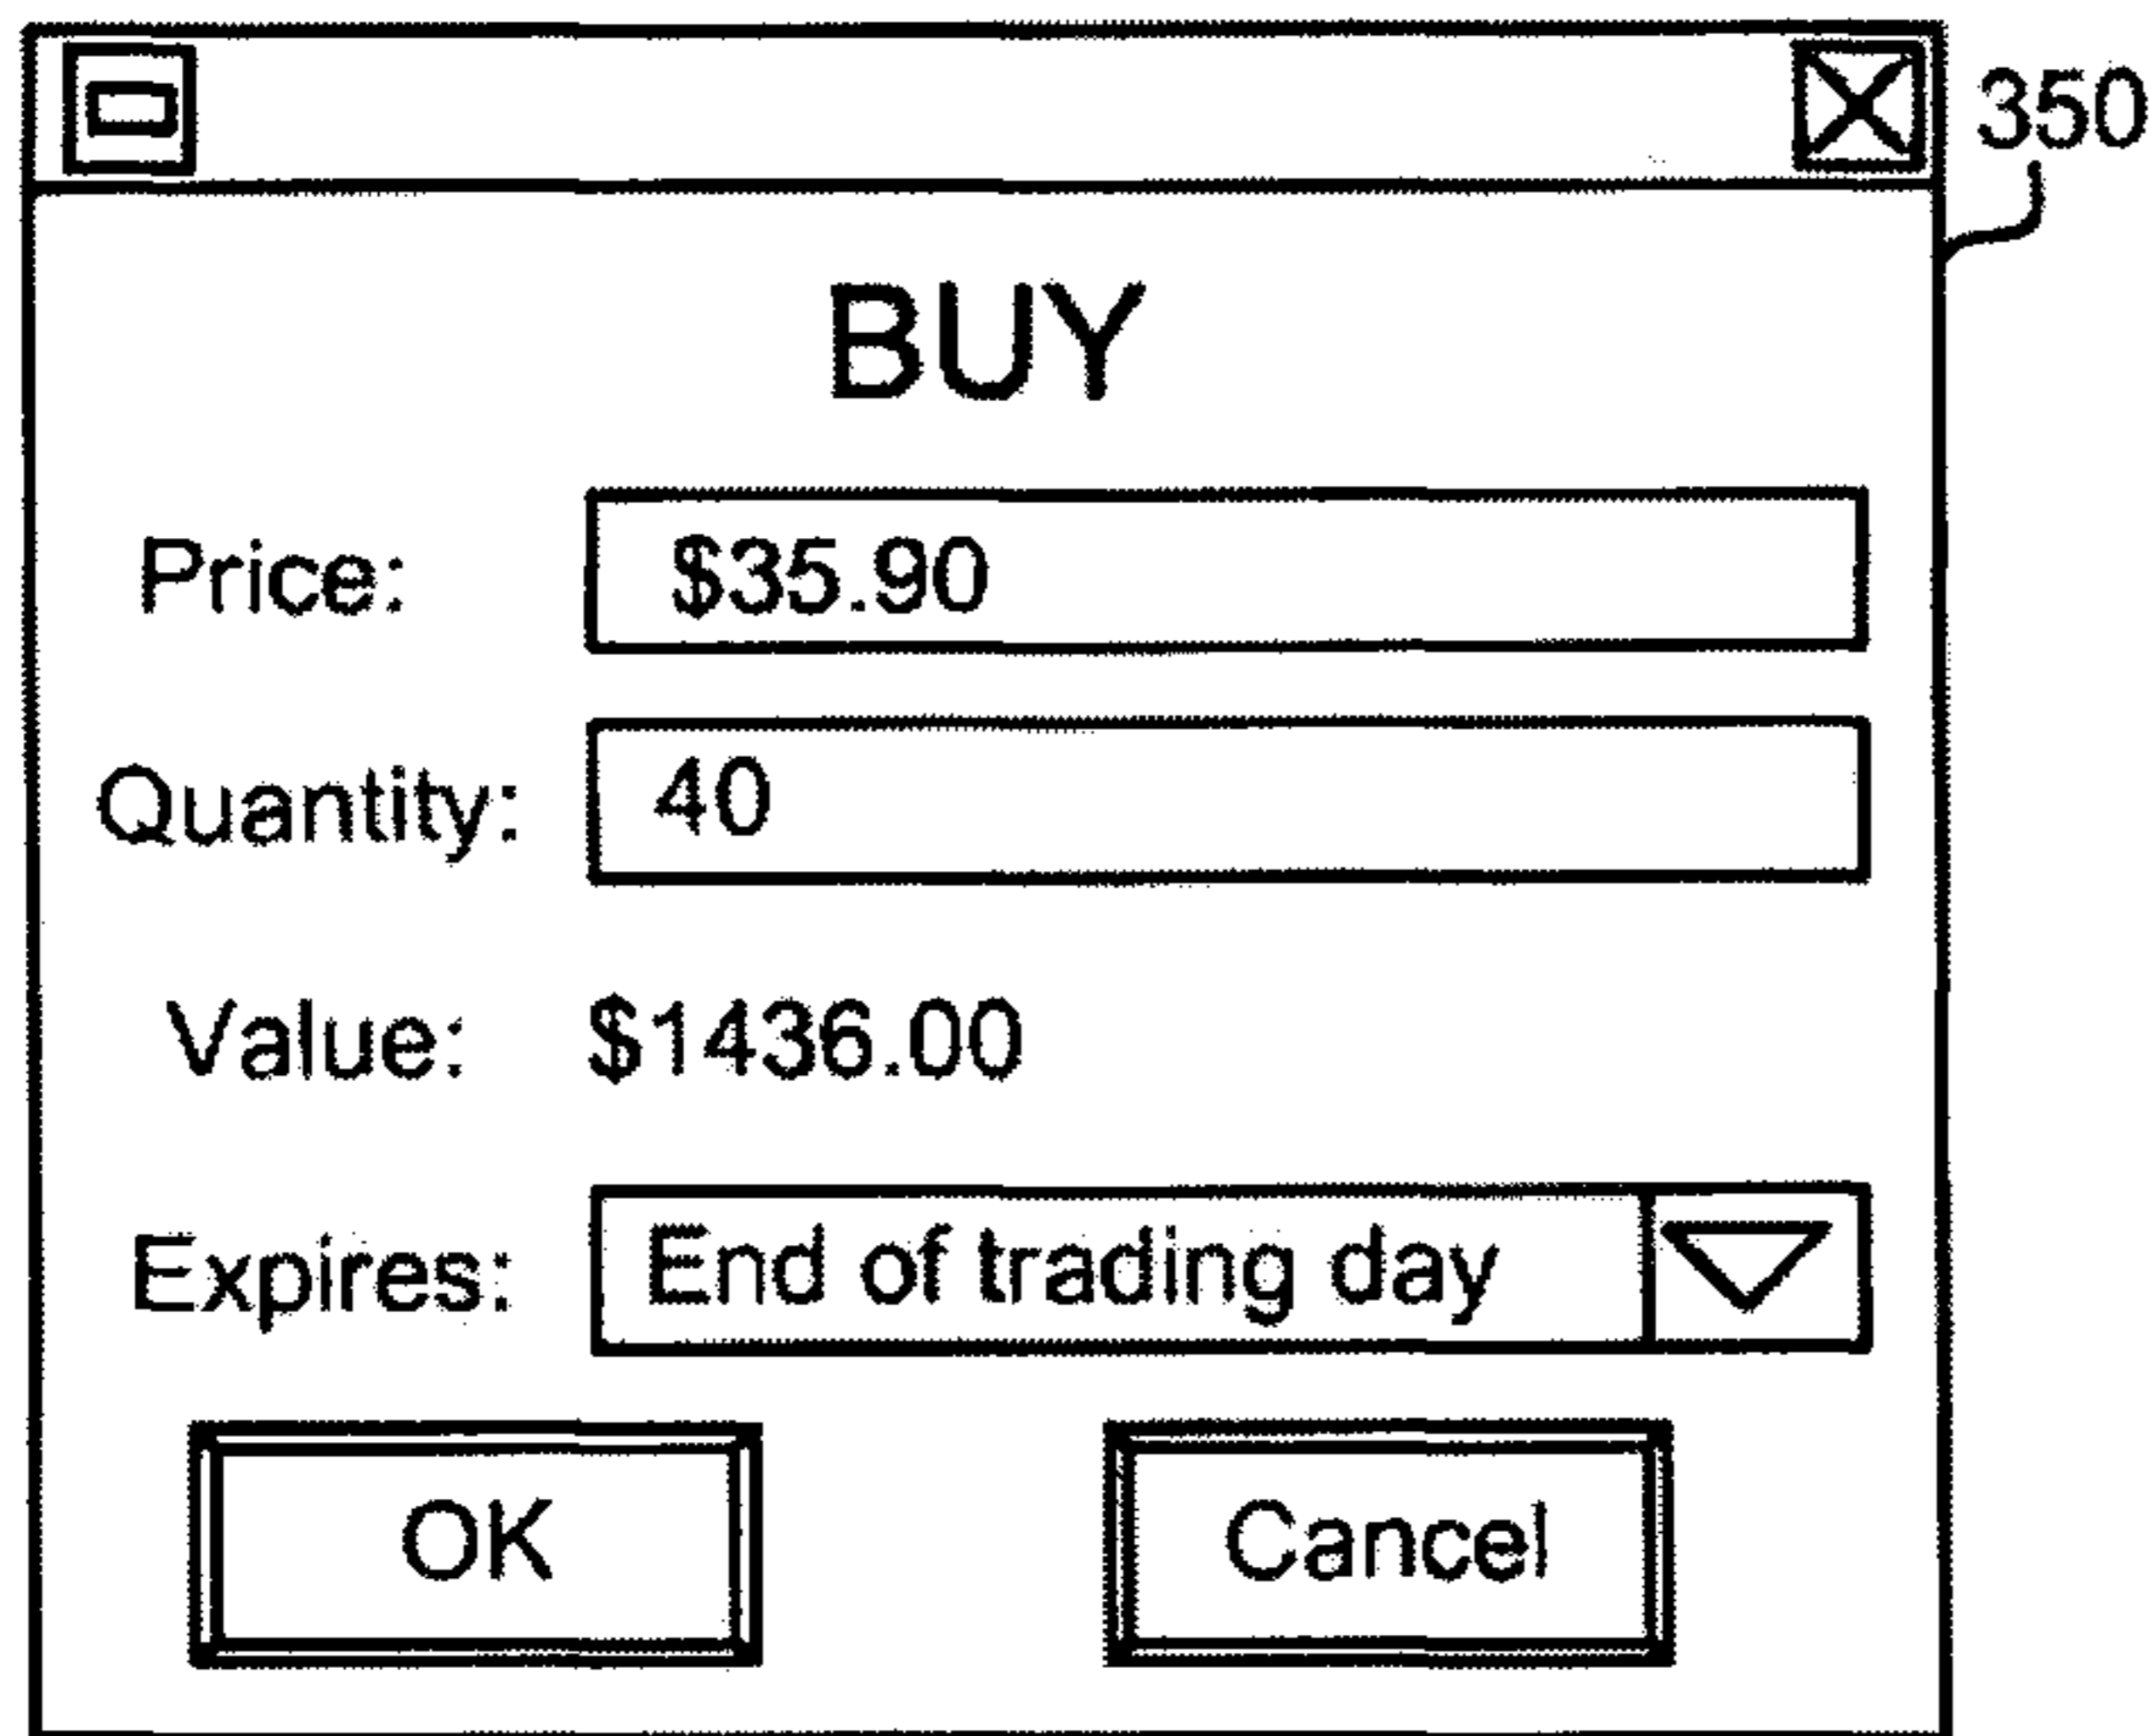 350
BUY
Price: $35.90
Quantity: 40
Value: $1436.00
Expires: End of trading day
OK Cancel